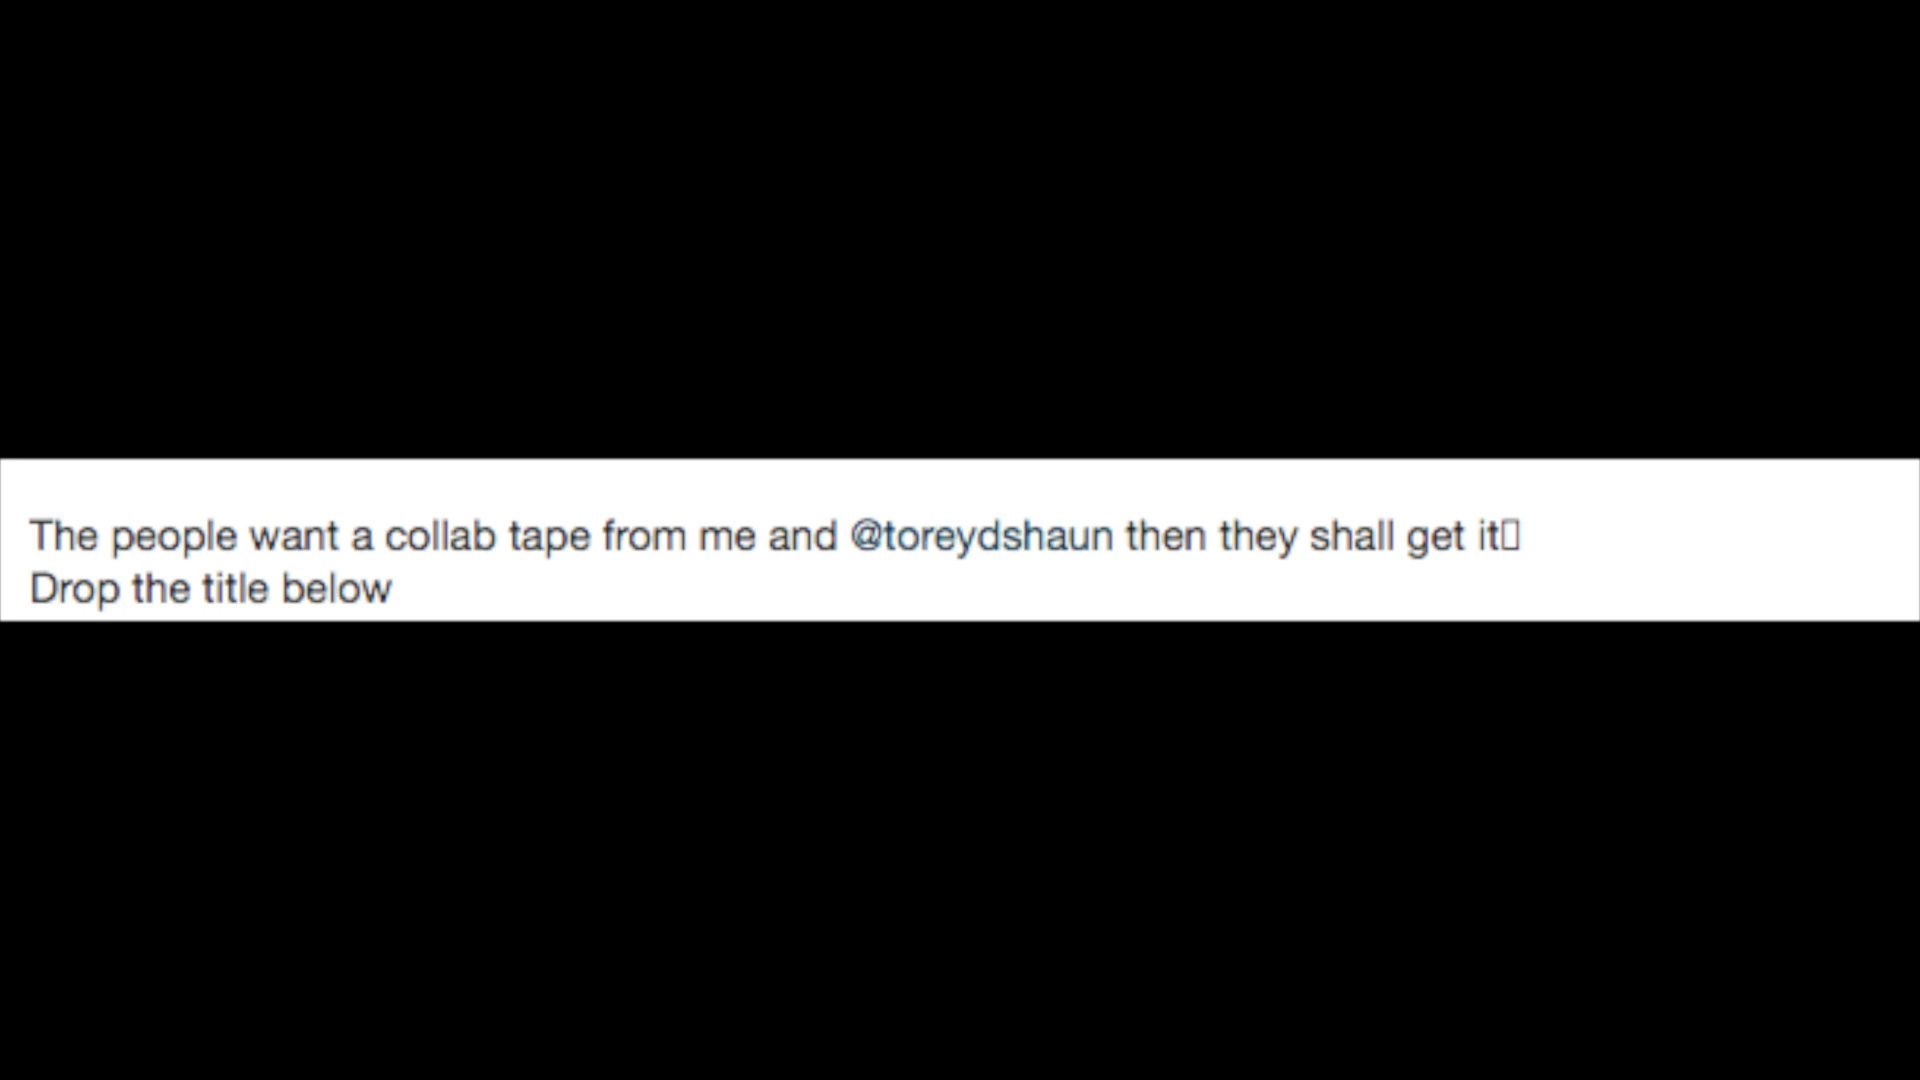 The people want a collab tape from me and @toreydshaun then they shall get it▯
Drop the title below